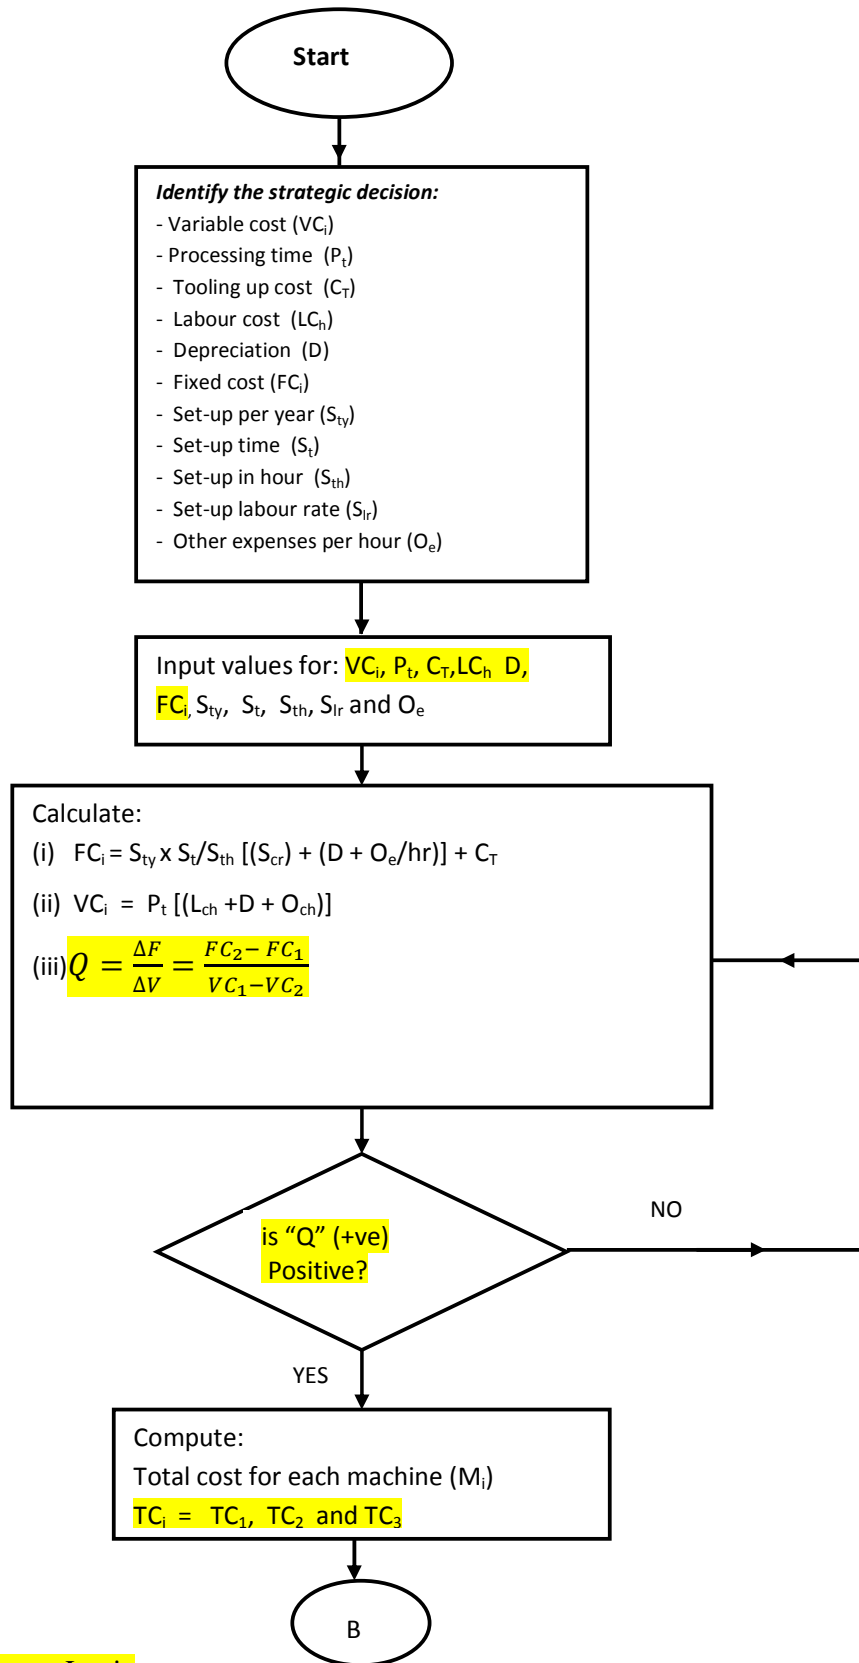 Start
Identify the strategic decision:
- Variable cost (VCi)
- Processing time (Pt)
- Tooling up cost (CT)
- Labour cost (LCh)
- Depreciation (D)
- Fixed cost (FCi)
- Set-up per year (Sty)
- Set-up time (St)
- Set-up in hour (Sth)
- Set-up labour rate (Slr)
- Other expenses per hour (Oe)
Input values for: VCi, Pt, CT,LCh D,
FCi, Sty, St, Sth, Slr and Oe
Calculate:
(i) FCi = Sty x St/Sth [(Scr) + (D + Oe/hr)] + CT
(ii) VCi = Pt [(Lch +D + Och)]
(iii) Q = ΔF/ΔV = FC2− FC1/VC1−VC2
is “Q” (+ve)
Positive?
NO
YES
Compute:
Total cost for each machine (Mi)
TCi = TC1, TC2 and TC3
B